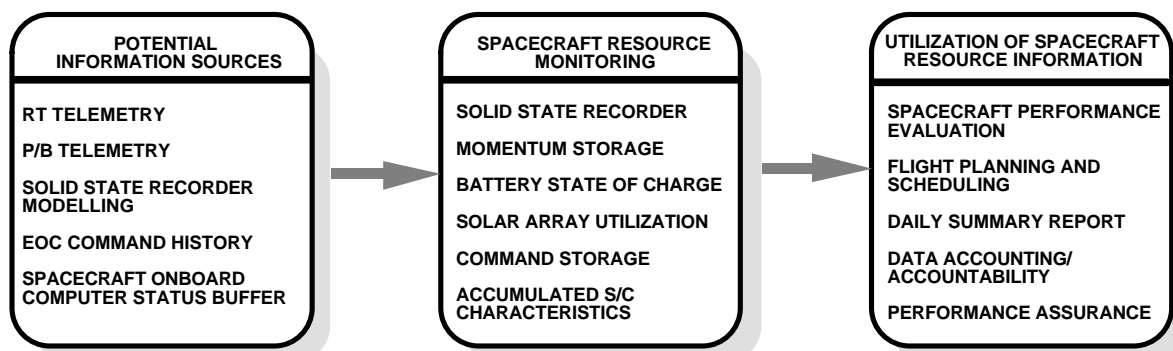 POTENTIAL
INFORMATION SOURCES
RT TELEMETRY
P/B TELEMETRY
SOLID STATE RECORDER
MODELLING
EOC COMMAND HISTORY
SPACECRAFT ONBOARD
COMPUTER STATUS BUFFER
SPACECRAFT RESOURCE
MONITORING
SOLID STATE RECORDER
MOMENTUM STORAGE
BATTERY STATE OF CHARGE
SOLAR ARRAY UTILIZATION
COMMAND STORAGE
ACCUMULATED S/C
CHARACTERISTICS
UTILIZATION OF SPACECRAFT
RESOURCE INFORMATION
SPACECRAFT PERFORMANCE
EVALUATION
FLIGHT PLANNING AND
SCHEDULING
DAILY SUMMARY REPORT
DATA ACCOUNTING/
ACCOUNTABILITY
PERFORMANCE ASSURANCE